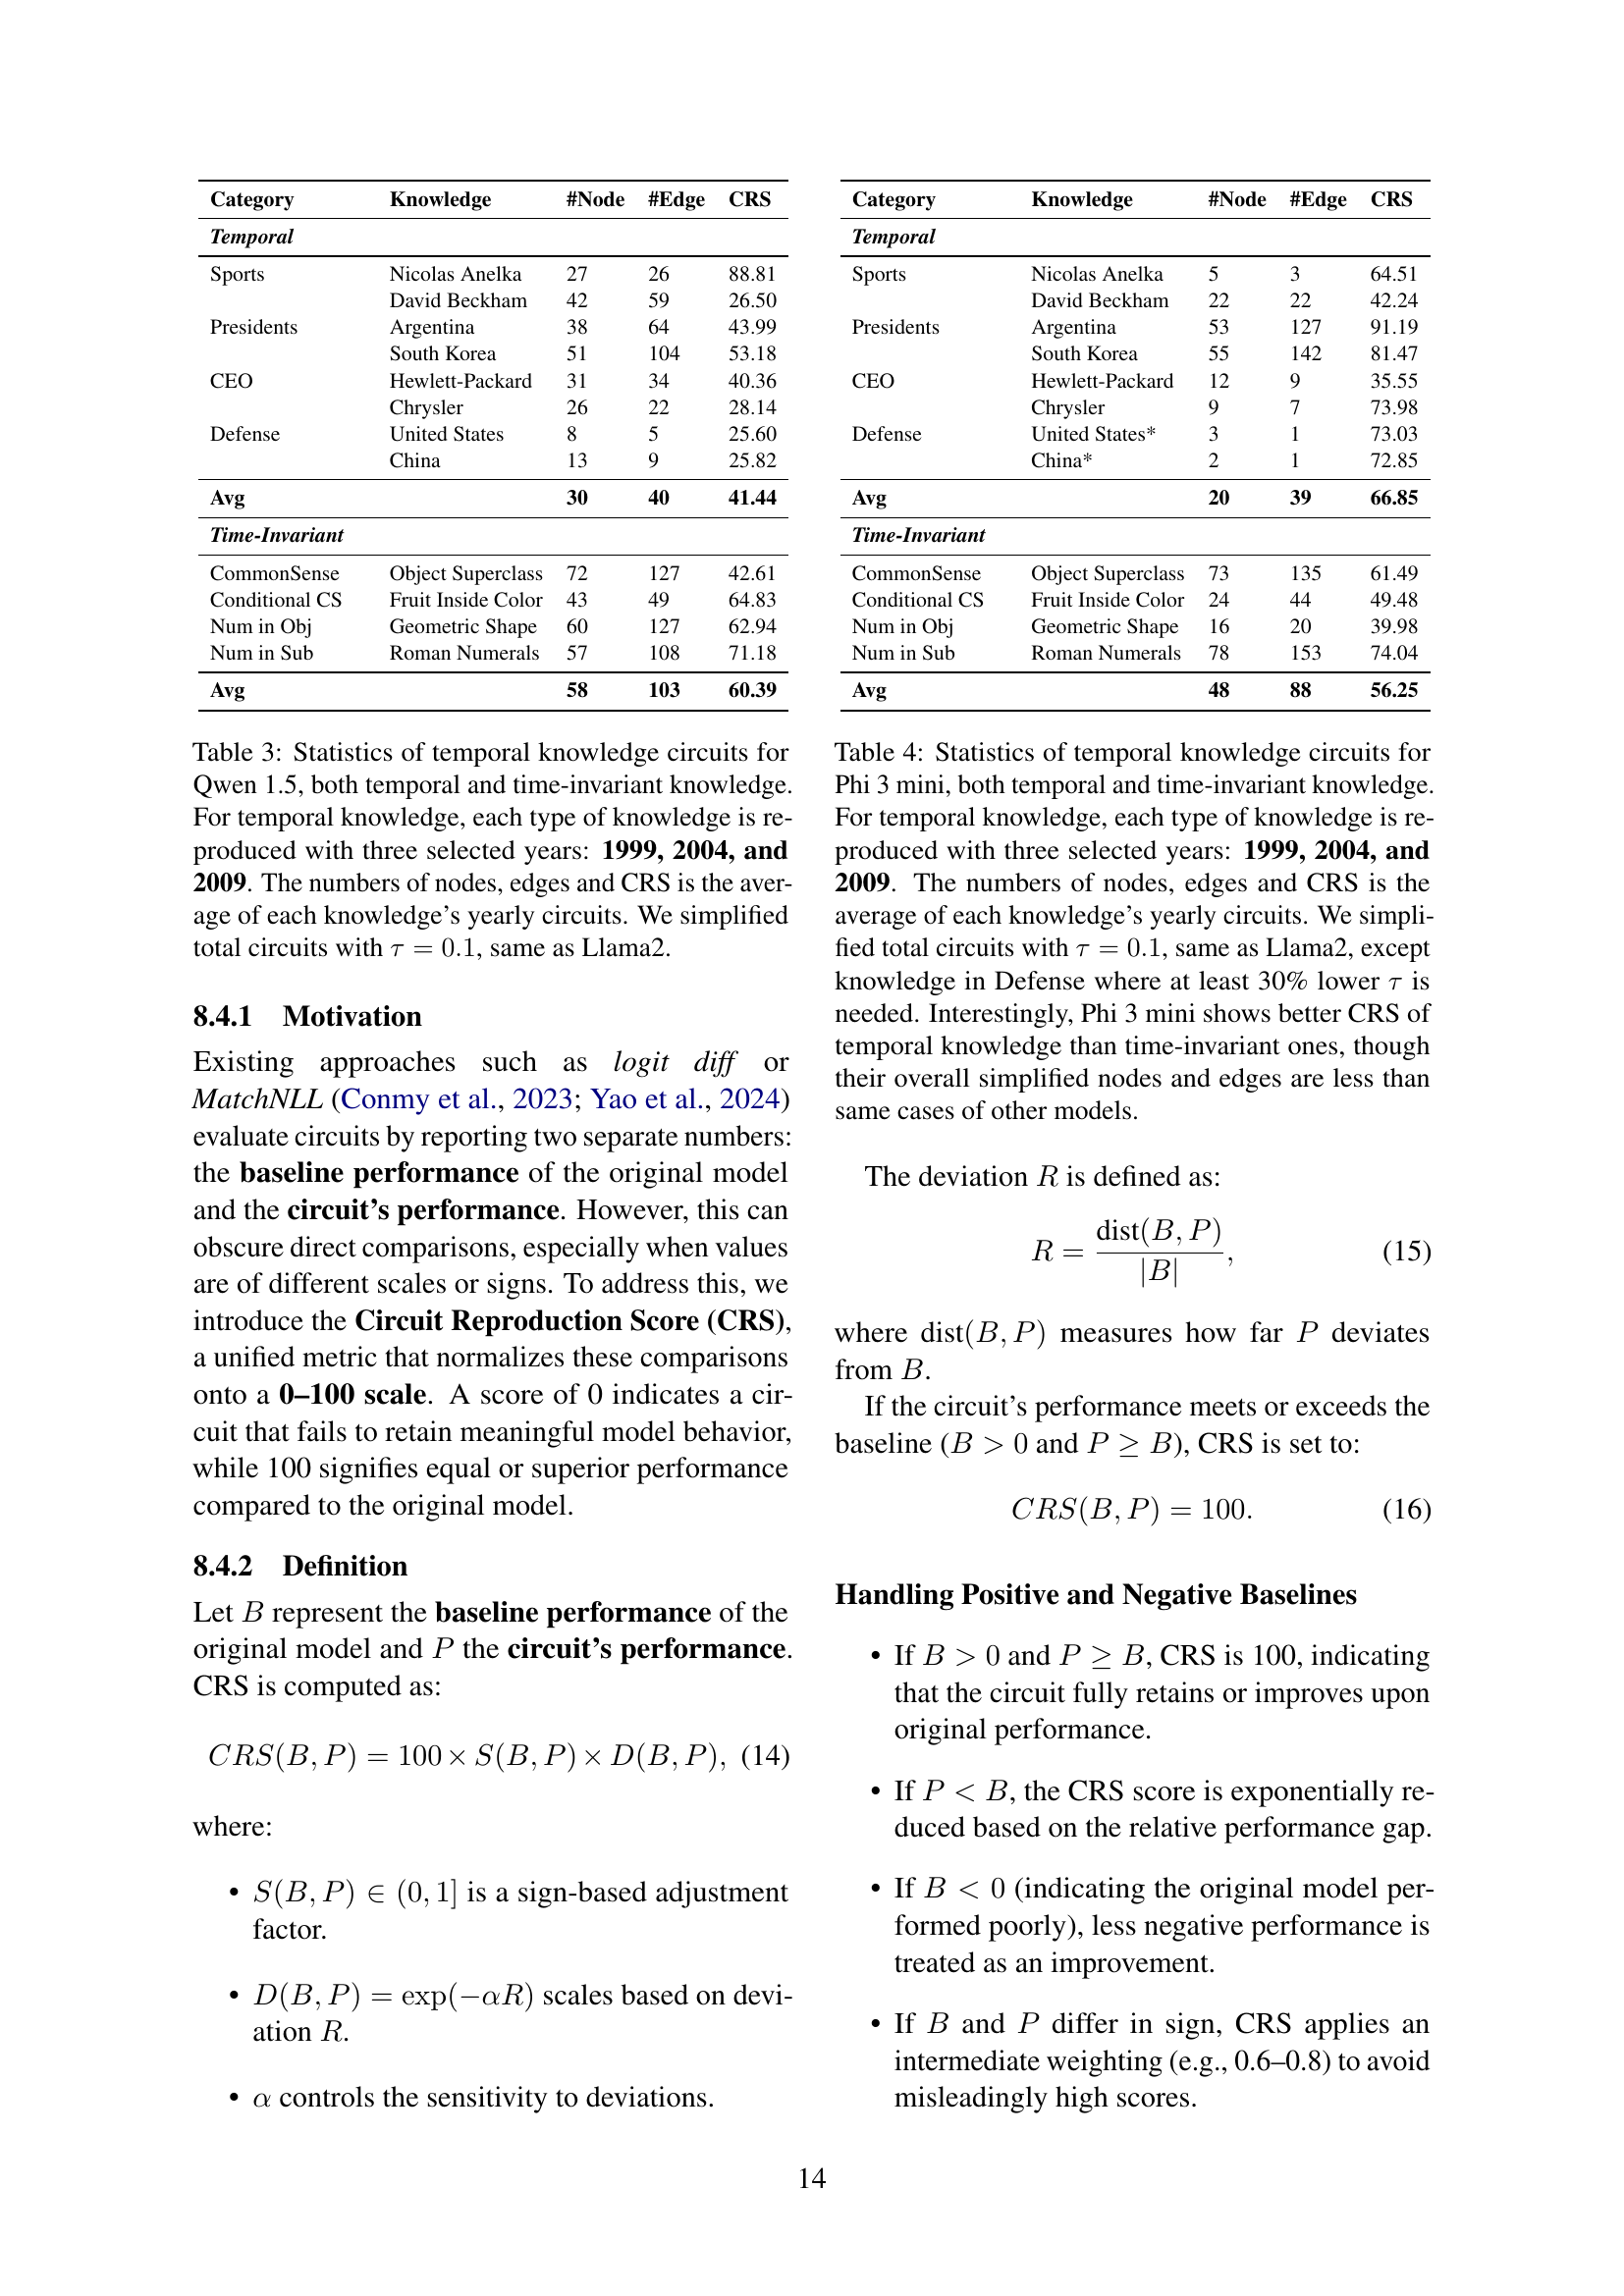 Category Knowledge #Node #Edge CRS
Temporal
Sports Nicolas Anelka 27 26 88.81
David Beckham 42 59 26.50
Presidents Argentina 38 64 43.99
South Korea 51 104 53.18
CEO Hewlett-Packard 31 34 40.36
Chrysler 26 22 28.14
Defense United States 8 5 25.60
China 13 9 25.82
Avg 30 40 41.44
Time-Invariant
CommonSense Object Superclass 72 127 42.61
Conditional CS Fruit Inside Color 43 49 64.83
Num in Obj Geometric Shape 60 127 62.94
Num in Sub Roman Numerals 57 108 71.18
Avg 58 103 60.39
Table 3: Statistics of temporal knowledge circuits for
Qwen 1.5, both temporal and time-invariant knowledge.
For temporal knowledge, each type of knowledge is re-
produced with three selected years: 1999, 2004, and
2009. The numbers of nodes, edges and CRS is the aver-
age of each knowledge's yearly circuits. We simplified
total circuits with τ = 0.1, same as Llama2.
8.4.1 Motivation
Existing approaches such as logit diff or
MatchNLL (Conmy et al., 2023; Yao et al., 2024)
evaluate circuits by reporting two separate numbers:
the baseline performance of the original model
and the circuit's performance. However, this can
obscure direct comparisons, especially when values
are of different scales or signs. To address this, we
introduce the Circuit Reproduction Score (CRS),
a unified metric that normalizes these comparisons
onto a 0–100 scale. A score of 0 indicates a cir-
cuit that fails to retain meaningful model behavior,
while 100 signifies equal or superior performance
compared to the original model.
8.4.2 Definition
Let B represent the baseline performance of the
original model and P the circuit's performance.
CRS is computed as:
CRS(B, P) = 100 × S(B, P) × D(B, P), (14)
where:
• S(B, P) ∈ (0, 1] is a sign-based adjustment
factor.
• D(B, P) = exp(−αR) scales based on devi-
ation R.
• α controls the sensitivity to deviations.
Category Knowledge #Node #Edge CRS
Temporal
Sports Nicolas Anelka 5 3 64.51
David Beckham 22 22 42.24
Presidents Argentina 53 127 91.19
South Korea 55 142 81.47
CEO Hewlett-Packard 12 9 35.55
Chrysler 9 7 73.98
Defense United States* 3 1 73.03
China* 2 1 72.85
Avg 20 39 66.85
Time-Invariant
CommonSense Object Superclass 73 135 61.49
Conditional CS Fruit Inside Color 24 44 49.48
Num in Obj Geometric Shape 16 20 39.98
Num in Sub Roman Numerals 78 153 74.04
Avg 48 88 56.25
Table 4: Statistics of temporal knowledge circuits for
Phi 3 mini, both temporal and time-invariant knowledge.
For temporal knowledge, each type of knowledge is re-
produced with three selected years: 1999, 2004, and
2009. The numbers of nodes, edges and CRS is the
average of each knowledge's yearly circuits. We simpli-
fied total circuits with τ = 0.1, same as Llama2, except
knowledge in Defense where at least 30% lower τ is
needed. Interestingly, Phi 3 mini shows better CRS of
temporal knowledge than time-invariant ones, though
their overall simplified nodes and edges are less than
same cases of other models.
The deviation R is defined as:
R = dist(B, P) / |B|, (15)
where dist(B, P) measures how far P deviates
from B.
If the circuit's performance meets or exceeds the
baseline (B > 0 and P ≥ B), CRS is set to:
CRS(B, P) = 100. (16)
Handling Positive and Negative Baselines
• If B > 0 and P ≥ B, CRS is 100, indicating
that the circuit fully retains or improves upon
original performance.
• If P < B, the CRS score is exponentially re-
duced based on the relative performance gap.
• If B < 0 (indicating the original model per-
formed poorly), less negative performance is
treated as an improvement.
• If B and P differ in sign, CRS applies an
intermediate weighting (e.g., 0.6–0.8) to avoid
misleadingly high scores.
14